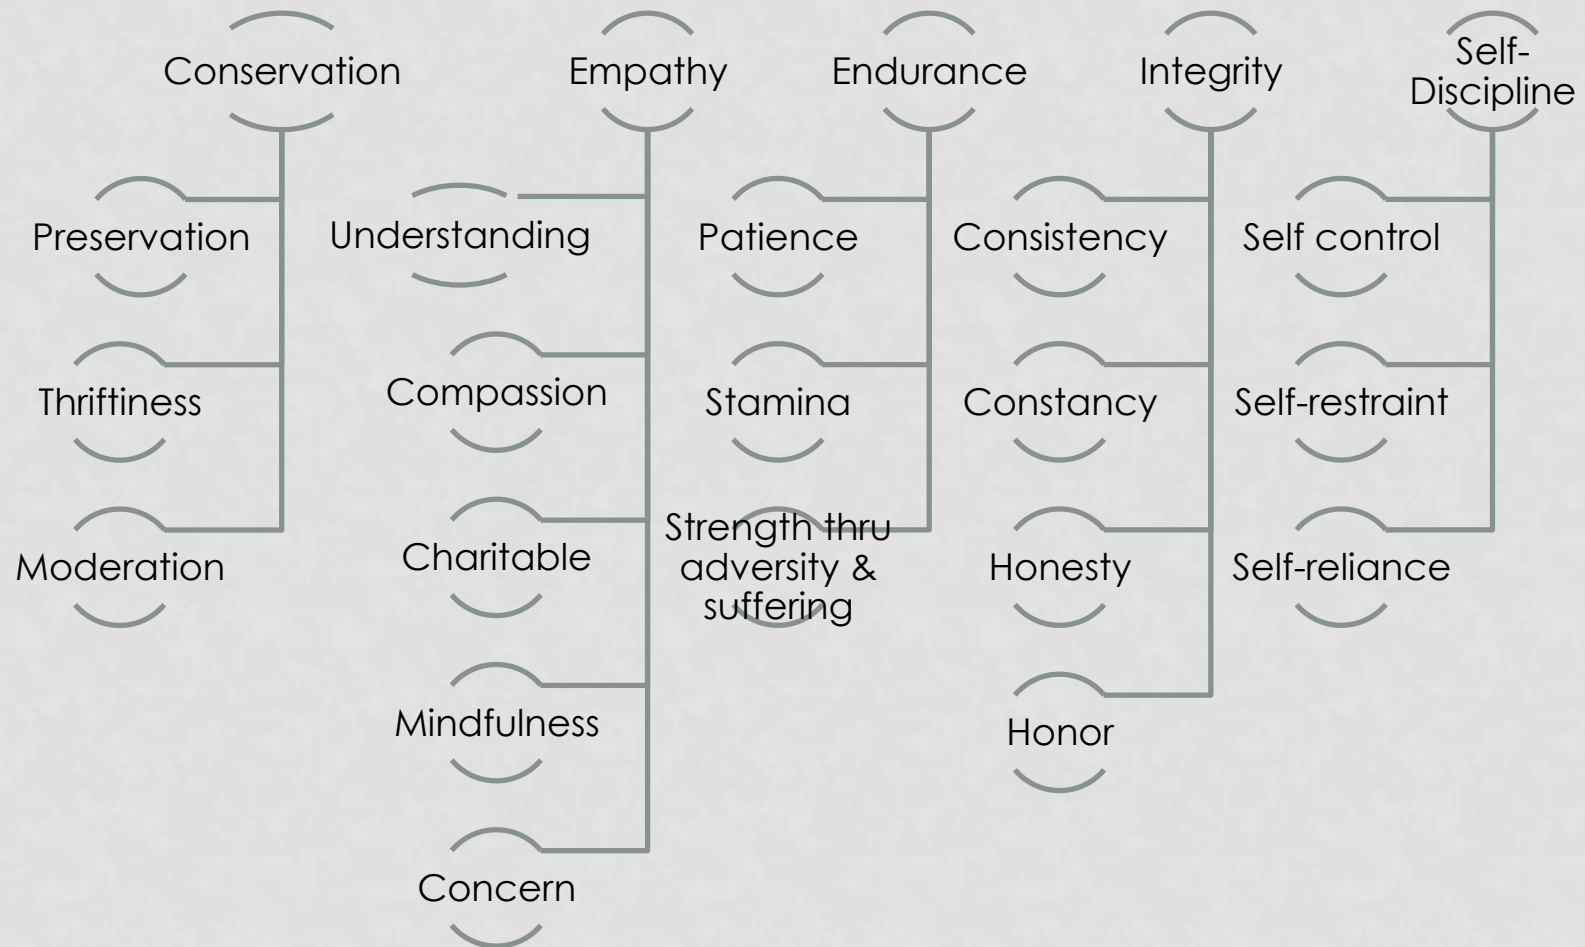 Conservation
Preservation
Thriftiness
Moderation
Empathy
Understanding
Compassion
Charitable
Mindfulness
Concern
Endurance
Patience
Stamina
Strength thru
adversity &
suffering
Integrity
Consistency
Constancy
Honesty
Honor
Self-
Discipline
Self control
Self-restraint
Self-reliance